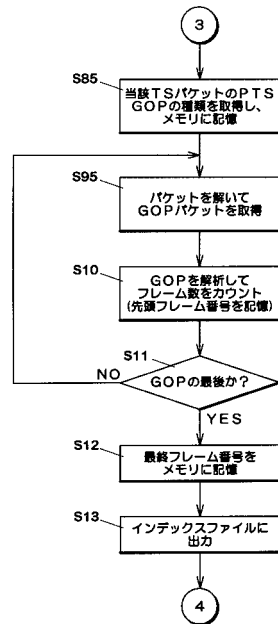 3
S85
当該TSパケットのPTS
GOPの種類を取得し、
メモリに記憶
S95
パケットを解いて
GOPパケットを取得
S10
GOPを解析して
フレーム数をカウント
(先頭フレーム番号を記憶)
S11
GOPの最後か?
NO
YES
S12
最終フレーム番号を
メモリに記憶
S13
インデックスファイルに
出力
4